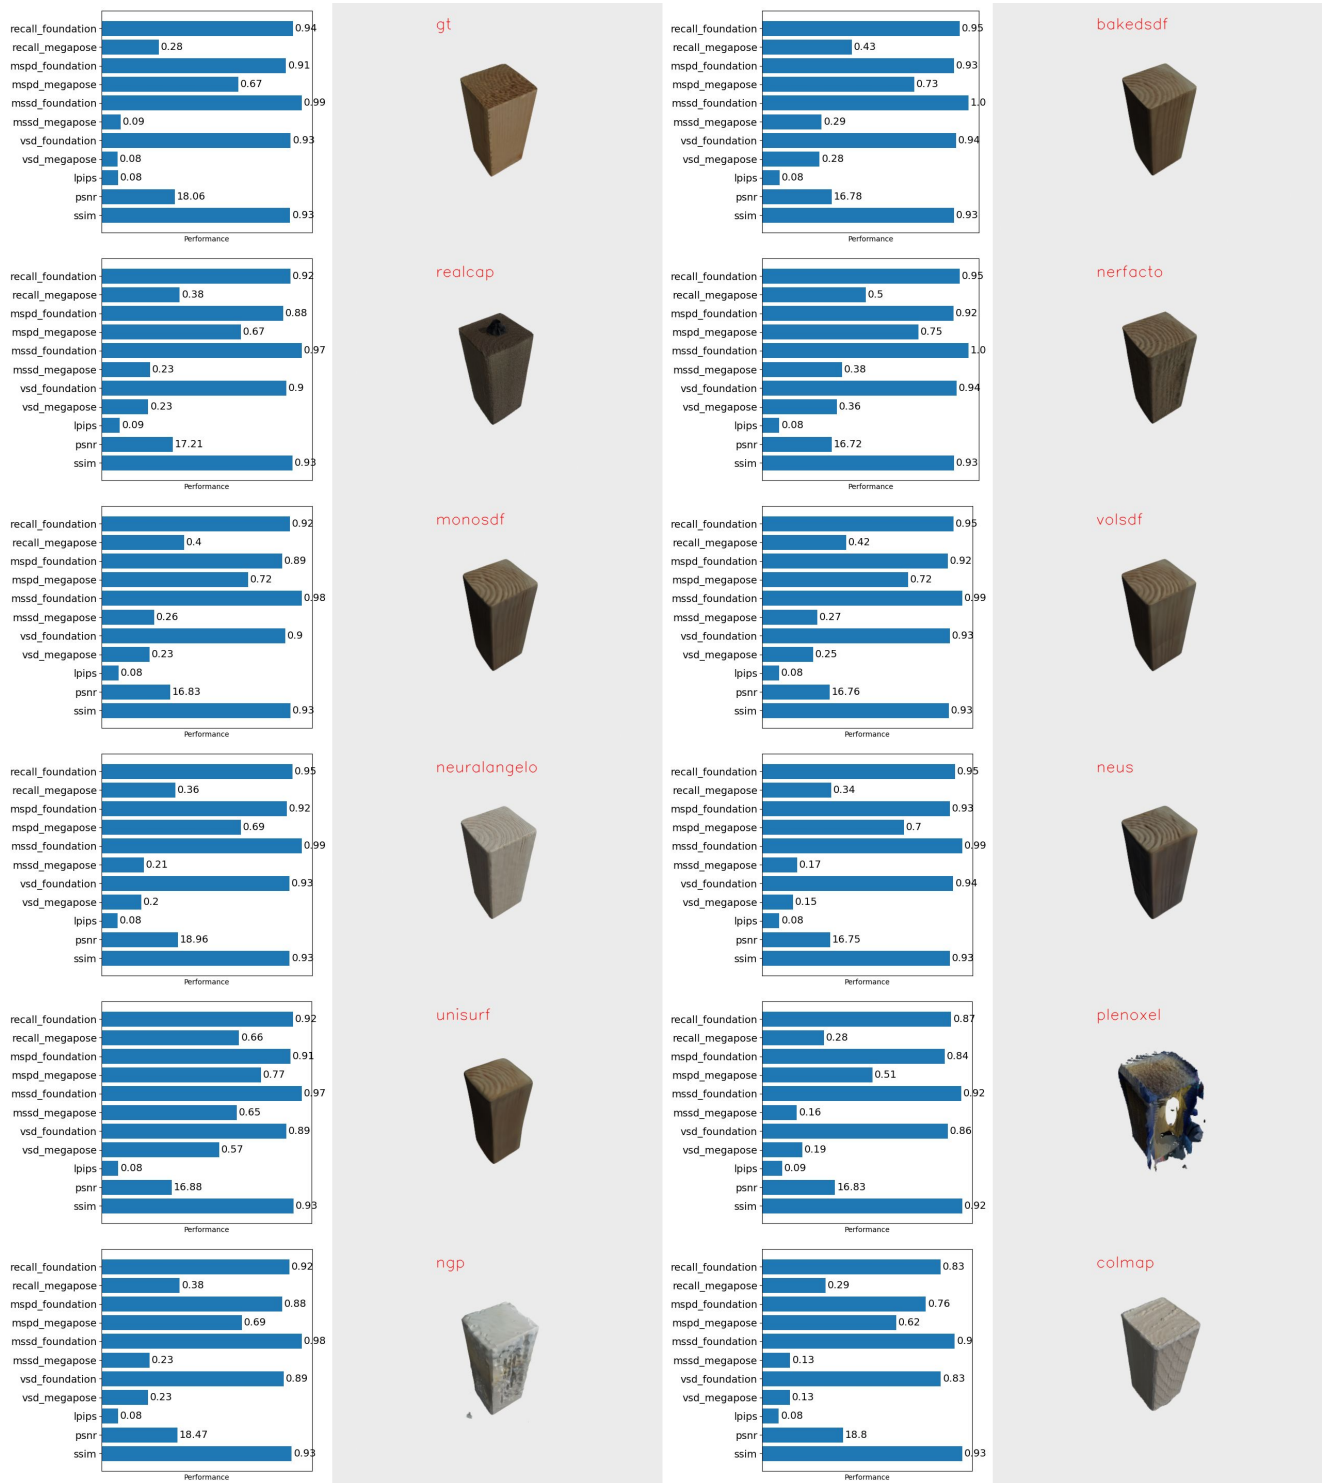 gt
recall_foundation 0.94
recall_megapose 0.28
mspd_foundation 0.91
mspd_megapose 0.67
mssd_foundation 0.99
mssd_megapose 0.09
vsd_foundation 0.93
vsd_megapose 0.08
lpips 0.08
psnr 18.06
ssim 0.93
Performance
bakedsdf
recall_foundation 0.95
recall_megapose 0.43
mspd_foundation 0.93
mspd_megapose 0.73
mssd_foundation 1.0
mssd_megapose 0.29
vsd_foundation 0.94
vsd_megapose 0.28
lpips 0.08
psnr 16.78
ssim 0.93
Performance
realcap
recall_foundation 0.92
recall_megapose 0.38
mspd_foundation 0.88
mspd_megapose 0.67
mssd_foundation 0.97
mssd_megapose 0.23
vsd_foundation 0.9
vsd_megapose 0.23
lpips 0.09
psnr 17.21
ssim 0.93
Performance
nerfacto
recall_foundation 0.95
recall_megapose 0.5
mspd_foundation 0.92
mspd_megapose 0.75
mssd_foundation 1.0
mssd_megapose 0.38
vsd_foundation 0.94
vsd_megapose 0.36
lpips 0.08
psnr 16.72
ssim 0.93
Performance
monosdf
recall_foundation 0.92
recall_megapose 0.4
mspd_foundation 0.89
mspd_megapose 0.72
mssd_foundation 0.98
mssd_megapose 0.26
vsd_foundation 0.9
vsd_megapose 0.23
lpips 0.08
psnr 16.83
ssim 0.93
Performance
volsdf
recall_foundation 0.95
recall_megapose 0.42
mspd_foundation 0.92
mspd_megapose 0.72
mssd_foundation 0.99
mssd_megapose 0.27
vsd_foundation 0.93
vsd_megapose 0.25
lpips 0.08
psnr 16.76
ssim 0.93
Performance
neuralangelo
recall_foundation 0.95
recall_megapose 0.36
mspd_foundation 0.92
mspd_megapose 0.69
mssd_foundation 0.99
mssd_megapose 0.21
vsd_foundation 0.93
vsd_megapose 0.2
lpips 0.08
psnr 18.96
ssim 0.93
Performance
neus
recall_foundation 0.95
recall_megapose 0.34
mspd_foundation 0.93
mspd_megapose 0.7
mssd_foundation 0.99
mssd_megapose 0.17
vsd_foundation 0.94
vsd_megapose 0.15
lpips 0.08
psnr 16.75
ssim 0.93
Performance
unisurf
recall_foundation 0.92
recall_megapose 0.66
mspd_foundation 0.91
mspd_megapose 0.77
mssd_foundation 0.97
mssd_megapose 0.65
vsd_foundation 0.89
vsd_megapose 0.57
lpips 0.08
psnr 16.88
ssim 0.93
Performance
plenoxel
recall_foundation 0.87
recall_megapose 0.28
mspd_foundation 0.84
mspd_megapose 0.51
mssd_foundation 0.92
mssd_megapose 0.16
vsd_foundation 0.86
vsd_megapose 0.19
lpips 0.09
psnr 16.83
ssim 0.92
Performance
ngp
recall_foundation 0.92
recall_megapose 0.38
mspd_foundation 0.88
mspd_megapose 0.69
mssd_foundation 0.98
mssd_megapose 0.23
vsd_foundation 0.89
vsd_megapose 0.23
lpips 0.08
psnr 18.47
ssim 0.93
Performance
colmap
recall_foundation 0.83
recall_megapose 0.29
mspd_foundation 0.76
mspd_megapose 0.62
mssd_foundation 0.9
mssd_megapose 0.13
vsd_foundation 0.83
vsd_megapose 0.13
lpips 0.08
psnr 18.8
ssim 0.93
Performance